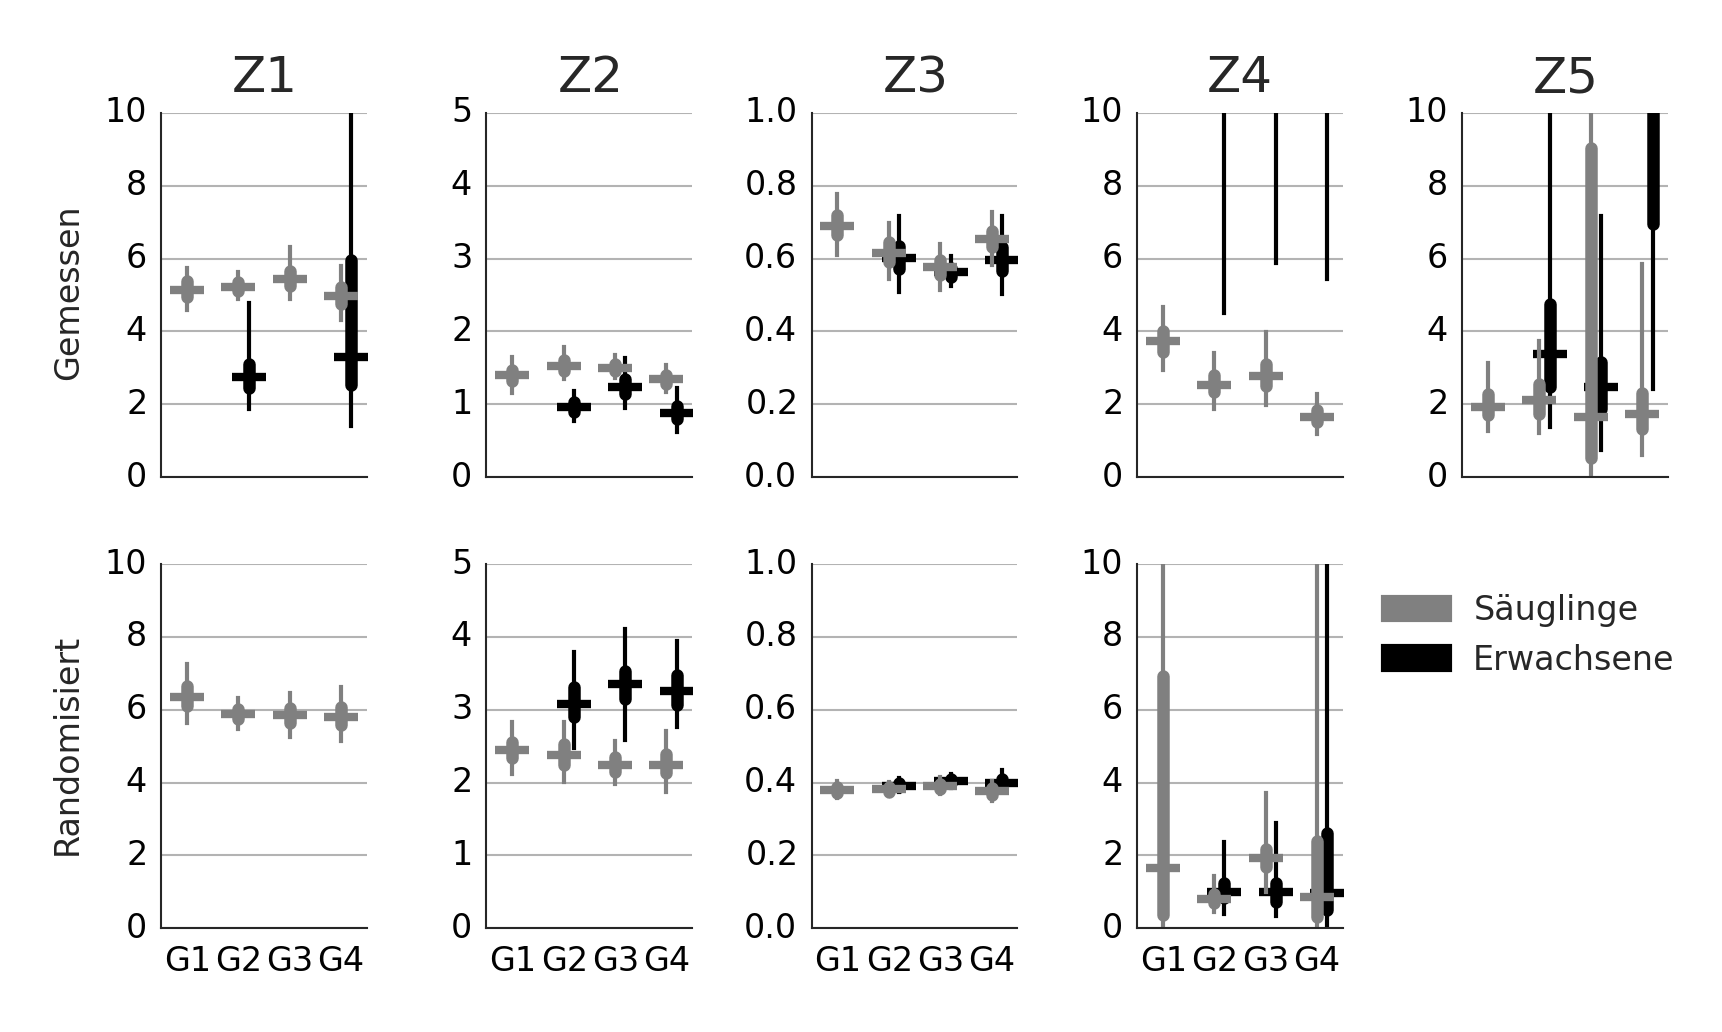 Z1 Z2 Z3 Z4 Z5
10 5 1.0 10 10
8 4 0.8 8 8
6 3 0.6 6 6
4 2 0.4 4 4
2 1 0.2 2 2
0 0 0.0 0 0
Gemessen
10 5 1.0 10
8 4 0.8 8
6 3 0.6 6
4 2 0.4 4
2 1 0.2 2
0 0 0.0 0
Randomisiert
Säuglinge
Erwachsene
G1 G2 G3 G4 G1 G2 G3 G4 G1 G2 G3 G4 G1 G2 G3 G4